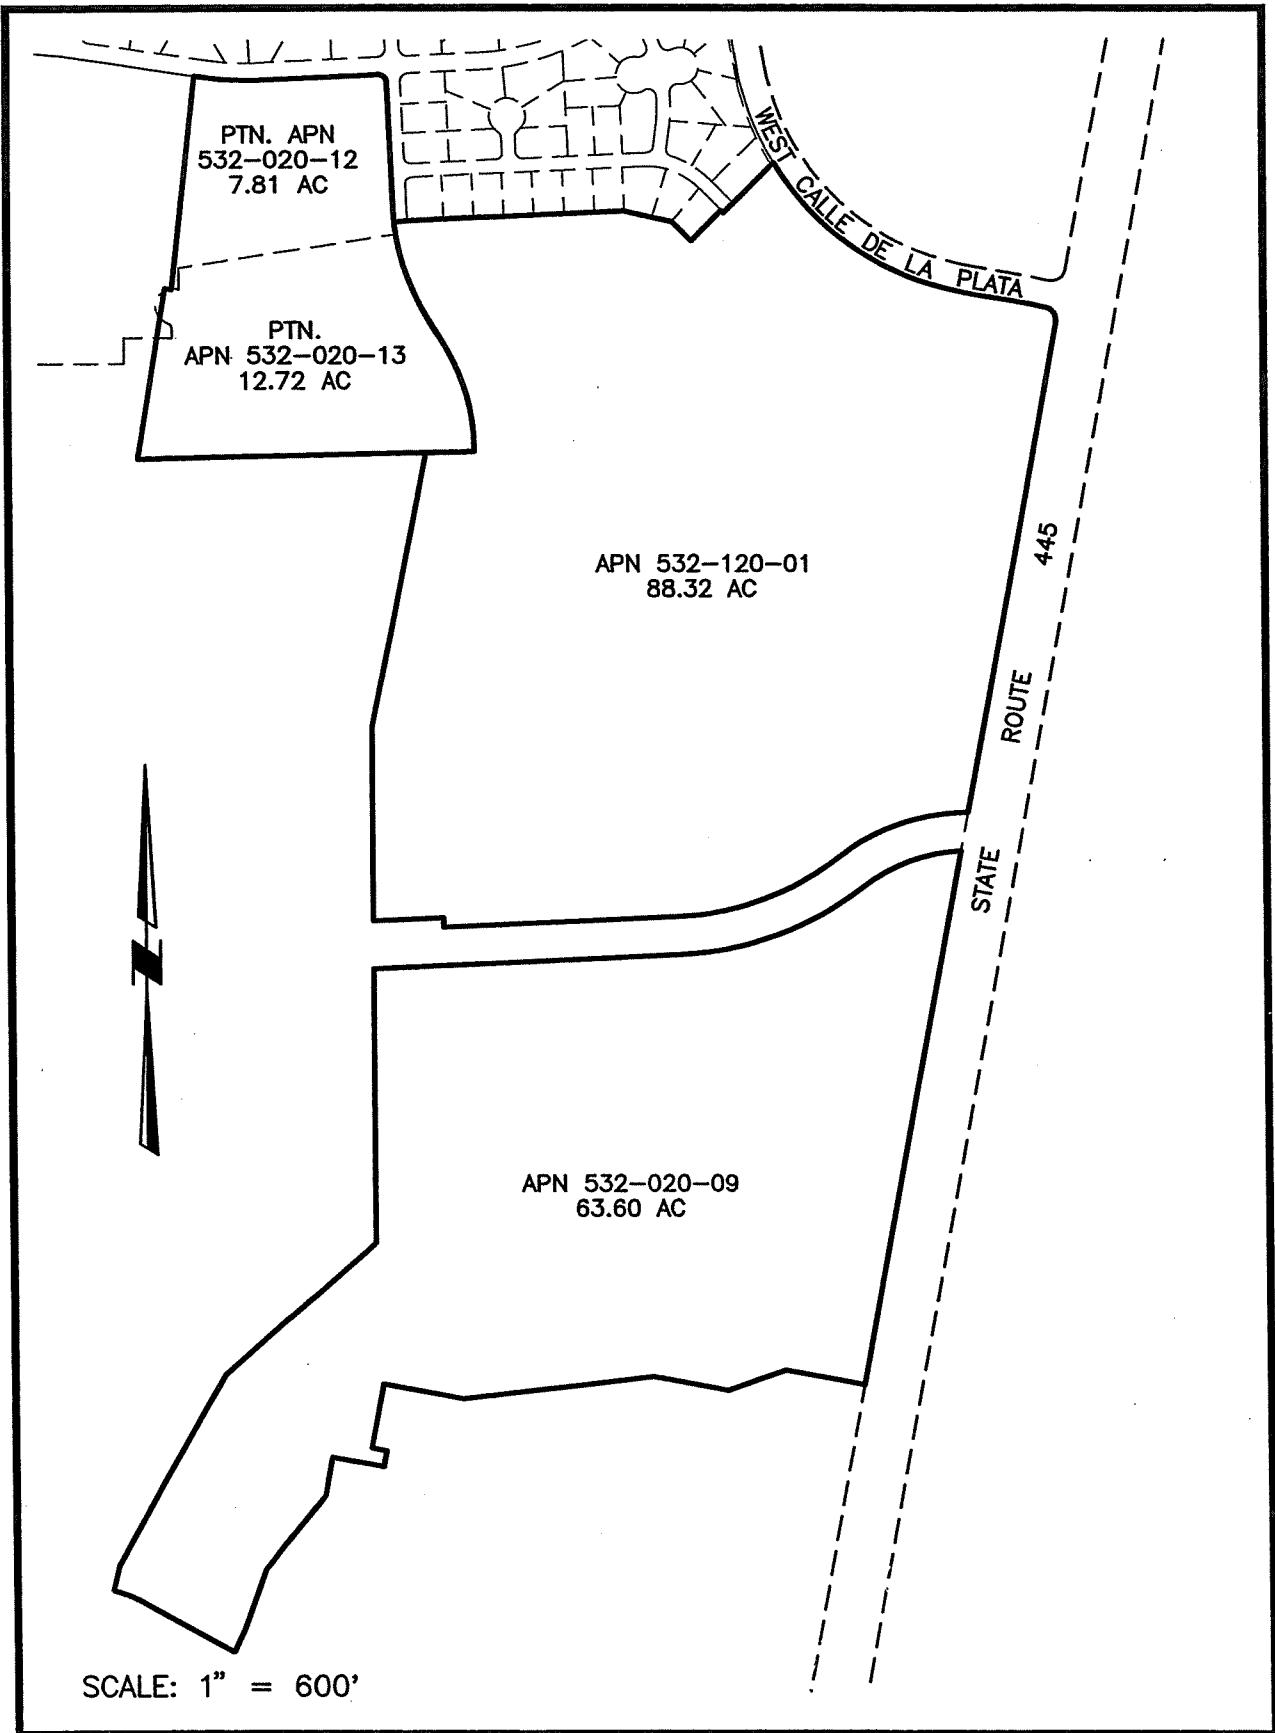 PTN. APN
532-020-12
7.81 AC
WEST CALLE DE LA PLATA
PTN.
APN 532-020-13
12.72 AC
APN 532-120-01
88.32 AC
STATE ROUTE 445
N
APN 532-020-09
63.60 AC
SCALE: 1" = 600'